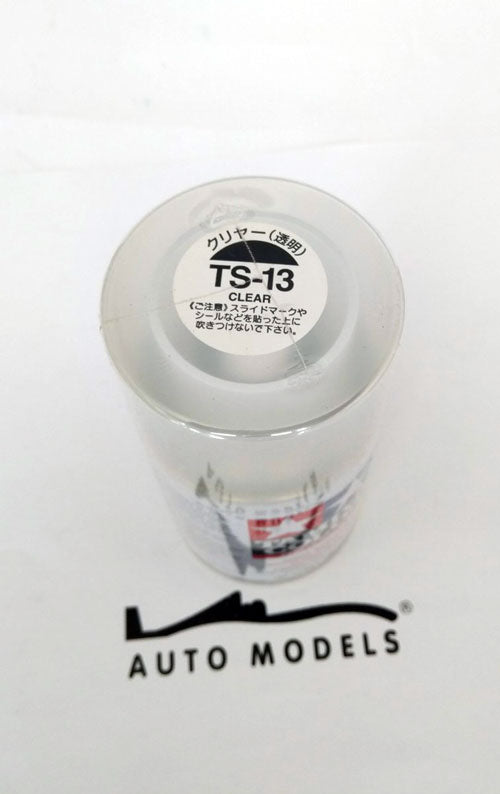 クリヤー(透明)
TS-13
CLEAR
《ご注意》スライドマークや
シールなどを貼った上に
吹きつけないで下さい。
®
AUTO MODELS